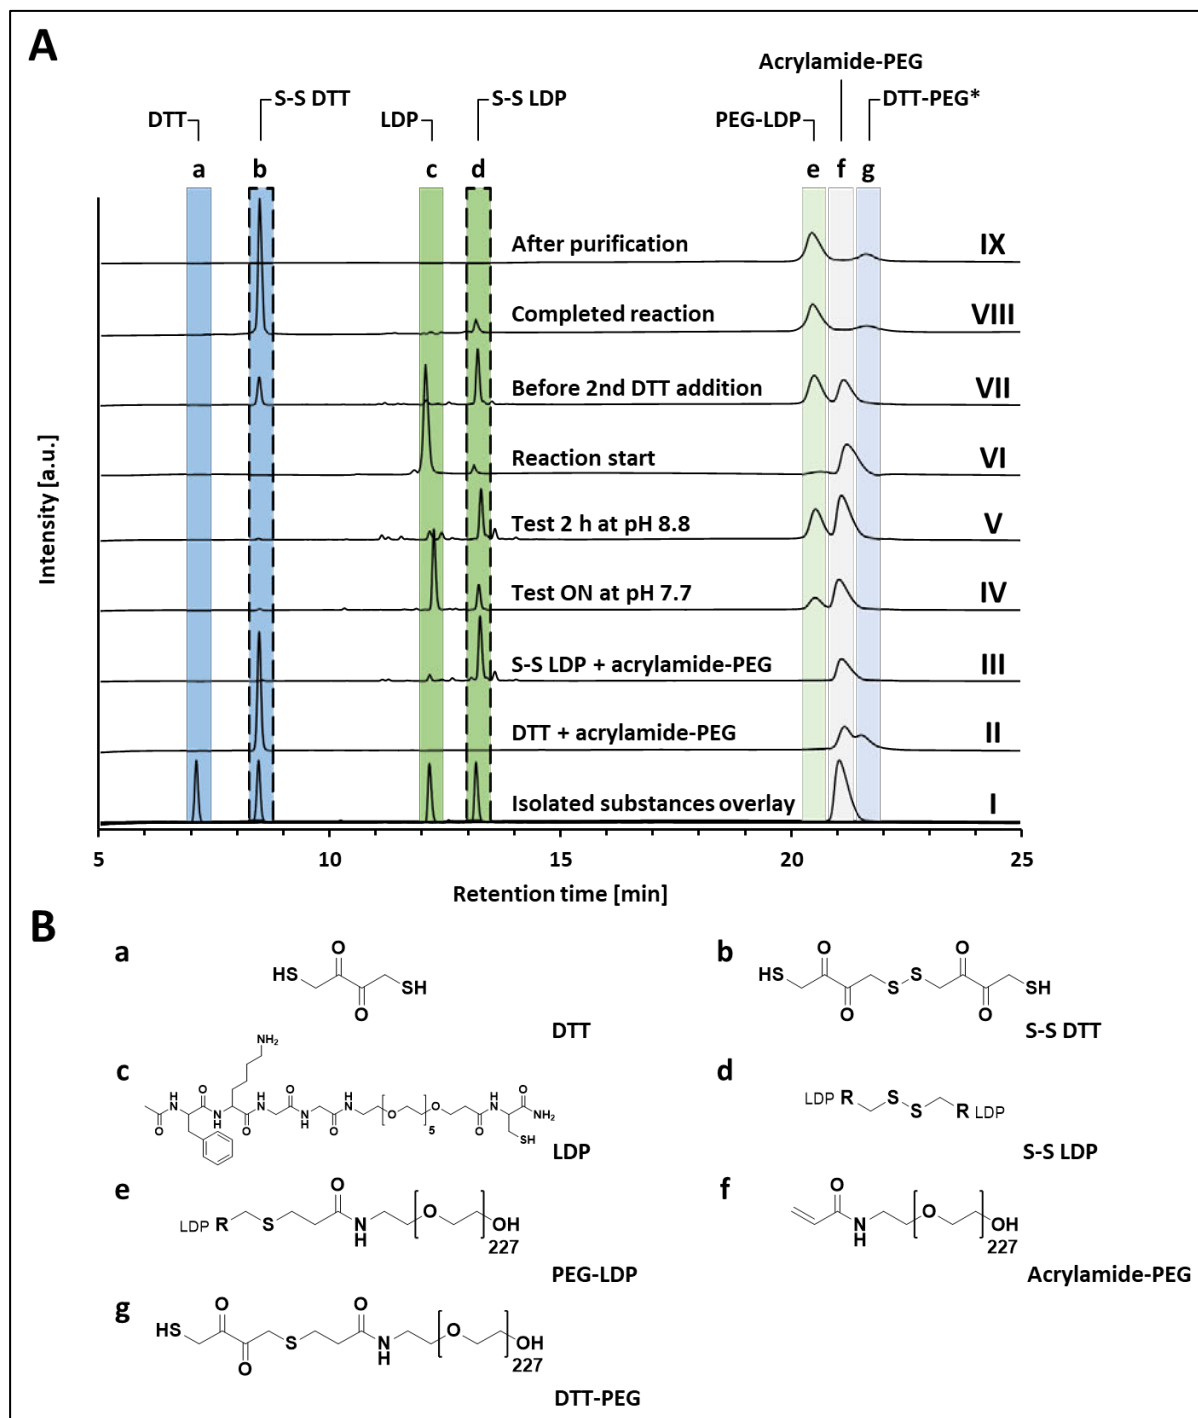 A
Acrylamide-PEG
S-S DTT
S-S LDP
DTT-PEG*
DTT
LDP
PEG-LDP
a b c d e f g
After purification IX
Completed reaction VIII
Before 2nd DTT addition VII
Reaction start VI
Test 2 h at pH 8.8 V
Test ON at pH 7.7 IV
S-S LDP + acrylamide-PEG III
DTT + acrylamide-PEG II
Isolated substances overlay I
Intensity [a.u.]
5 10 15 20 25
Retention time [min]
B
a
O
HS
SH
O
DTT
b
O O
HS S S SH
O O
S-S DTT
c
NH2
H N O H N O H N O
O N H O N H O N H O O 5 O O N H O NH2
SH
LDP
d
LDP R S S R LDP
S-S LDP
e
O
LDP R S N H O OH
227
PEG-LDP
f
O
N H O OH
227
Acrylamide-PEG
g
O O
HS S N H O OH
O
227
DTT-PEG